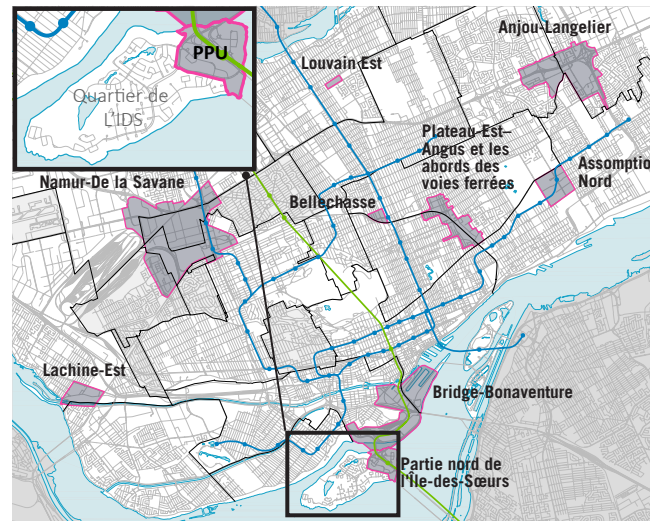 PPU
Quartier de
L'IDS
Anjou-Langelier
Louvain Est
Plateau Est–
Angus et les
abords des
voies ferrées
Assomption
Nord
Namur-De la Savane
Bellechasse
Lachine-Est
Bridge-Bonaventure
Partie nord de
l'Île-des-Sœurs